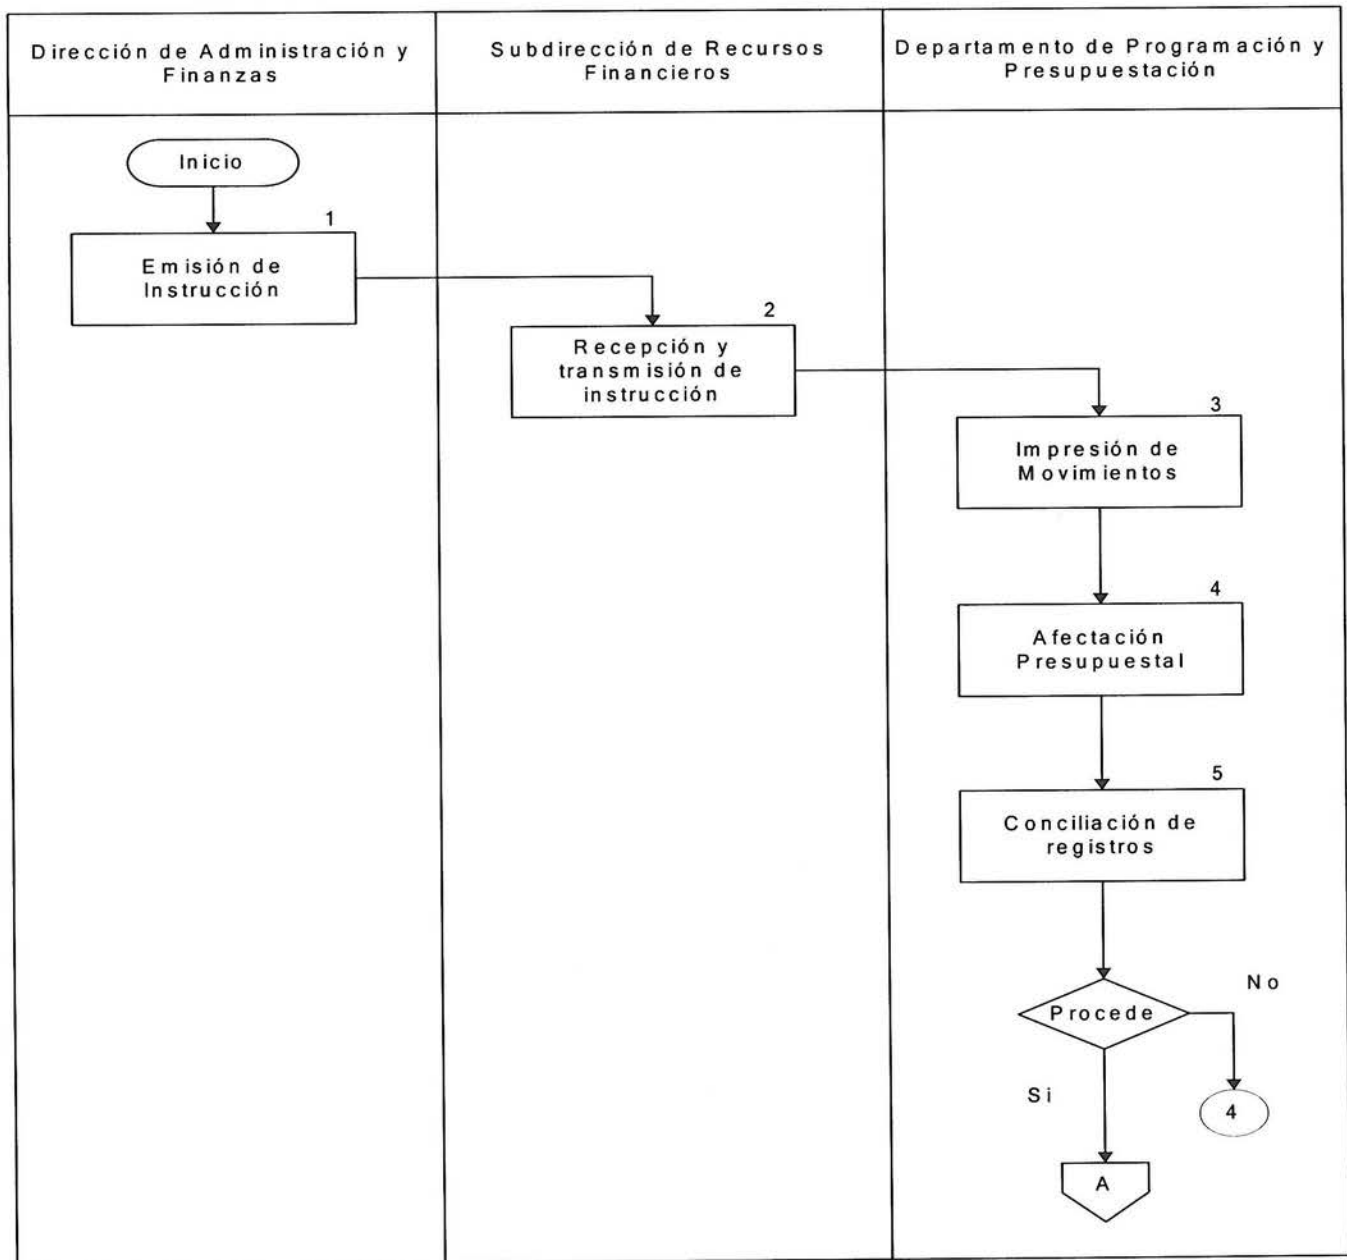 Dirección de Administración y
Finanzas
Subdirección de Recursos
Financieros
Departamento de Programación y
Presupuestación
Inicio
1
Emisión de
Instrucción
2
Recepción y
transmisión de
instrucción
3
Impresión de
Movimientos
4
Afectación
Presupuestal
5
Conciliación de
registros
Procede
No
Si
4
A